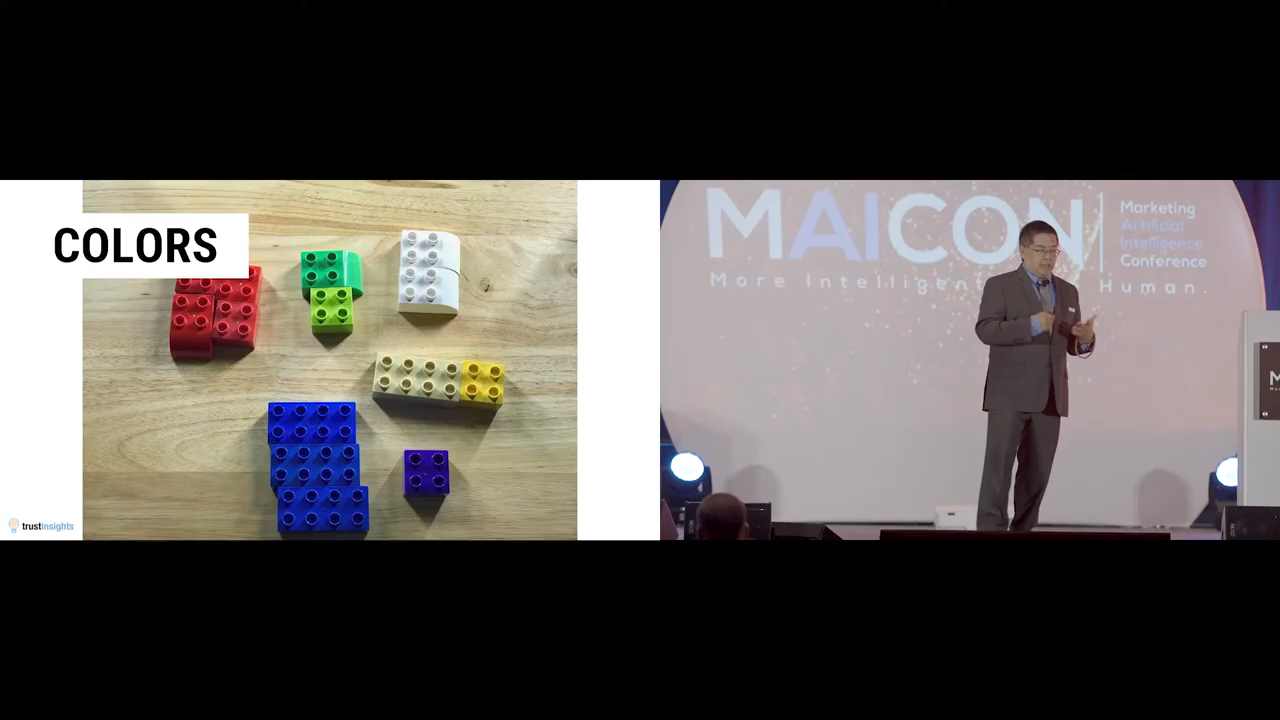 COLORS
trustinsights
MAICON
Marketing
Artificial
Intelligence
Conference
More Intelligent
Human.